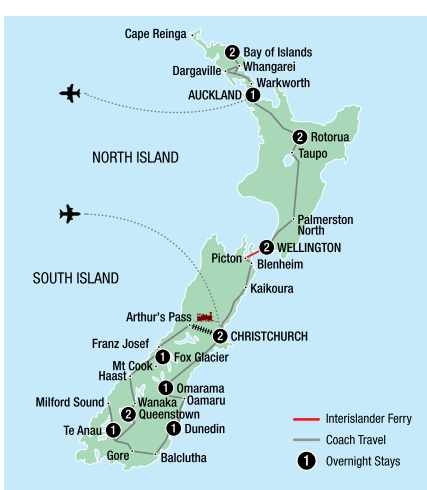 Cape Reinga
2 Bay of Islands
Whangarei
Dargaville
Warkworth
AUCKLAND 1
2 Rotorua
Taupo
NORTH ISLAND
Palmerston
North
2 WELLINGTON
Picton
Blenheim
SOUTH ISLAND
Kaikoura
Arthur's Pass
2 CHRISTCHURCH
Franz Josef
1 Fox Glacier
Mt Cook
Haast
1 Omarama
Oamaru
Milford Sound
Wanaka
2 Queenstown
Te Anau 1
1 Dunedin
Gore
Balclutha
Interislander Ferry
Coach Travel
1 Overnight Stays